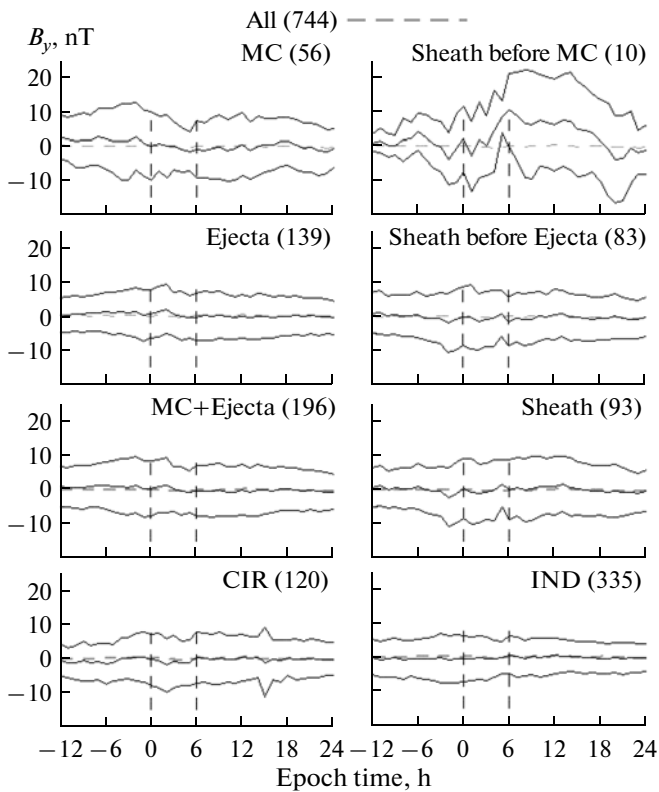 All (744)
B_y, nT
MC (56) Sheath before MC (10)
20
10
0
−10
Ejecta (139) Sheath before Ejecta (83)
20
10
0
−10
MC+Ejecta (196) Sheath (93)
20
10
0
−10
CIR (120) IND (335)
20
10
0
−10
−12 −6 0 6 12 18 24 −12 −6 0 6 12 18 24
Epoch time, h